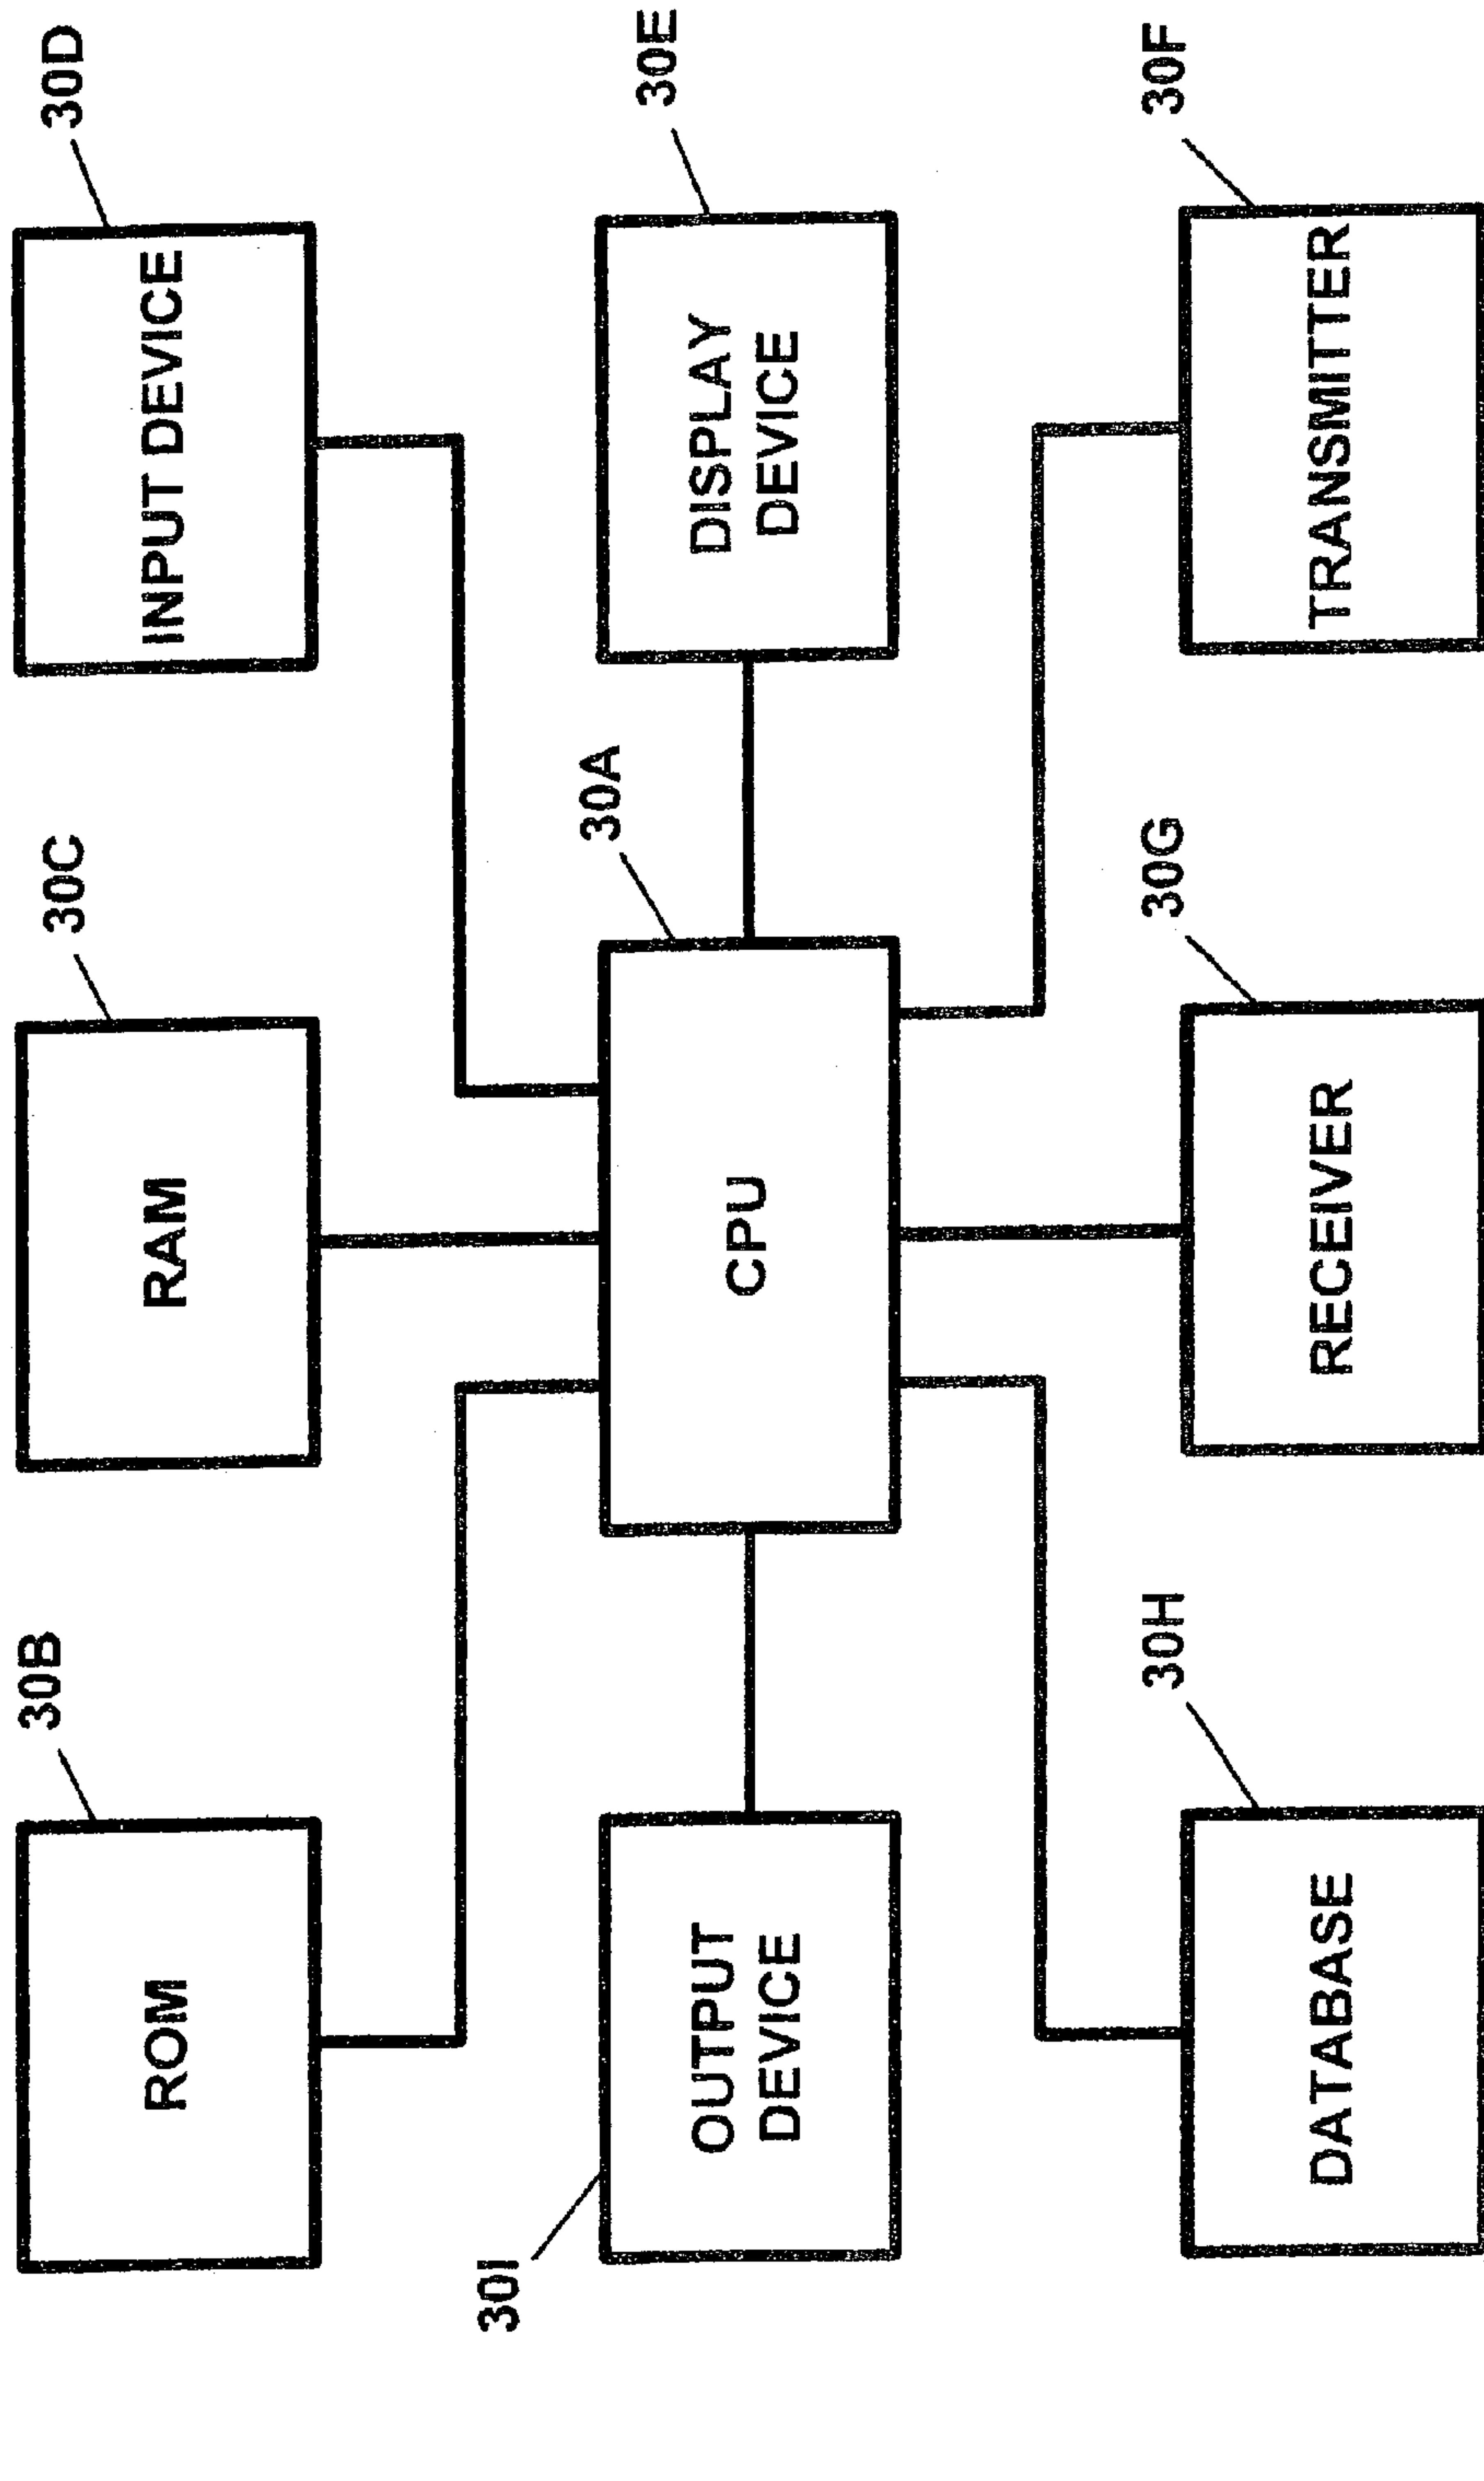 30B
ROM
30C
RAM
30D
INPUT DEVICE
30I
OUTPUT
DEVICE
30A
CPU
30E
DISPLAY
DEVICE
30H
DATABASE
30G
RECEIVER
30F
TRANSMITTER